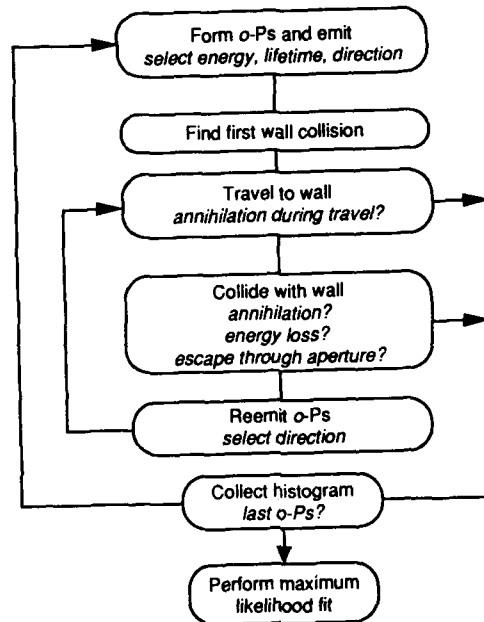 Form o-Ps and emit
select energy, lifetime, direction
Find first wall collision
Travel to wall
annihilation during travel?
Collide with wall
annihilation?
energy loss?
escape through aperture?
Reemit o-Ps
select direction
Collect histogram
last o-Ps?
Perform maximum
likelihood fit